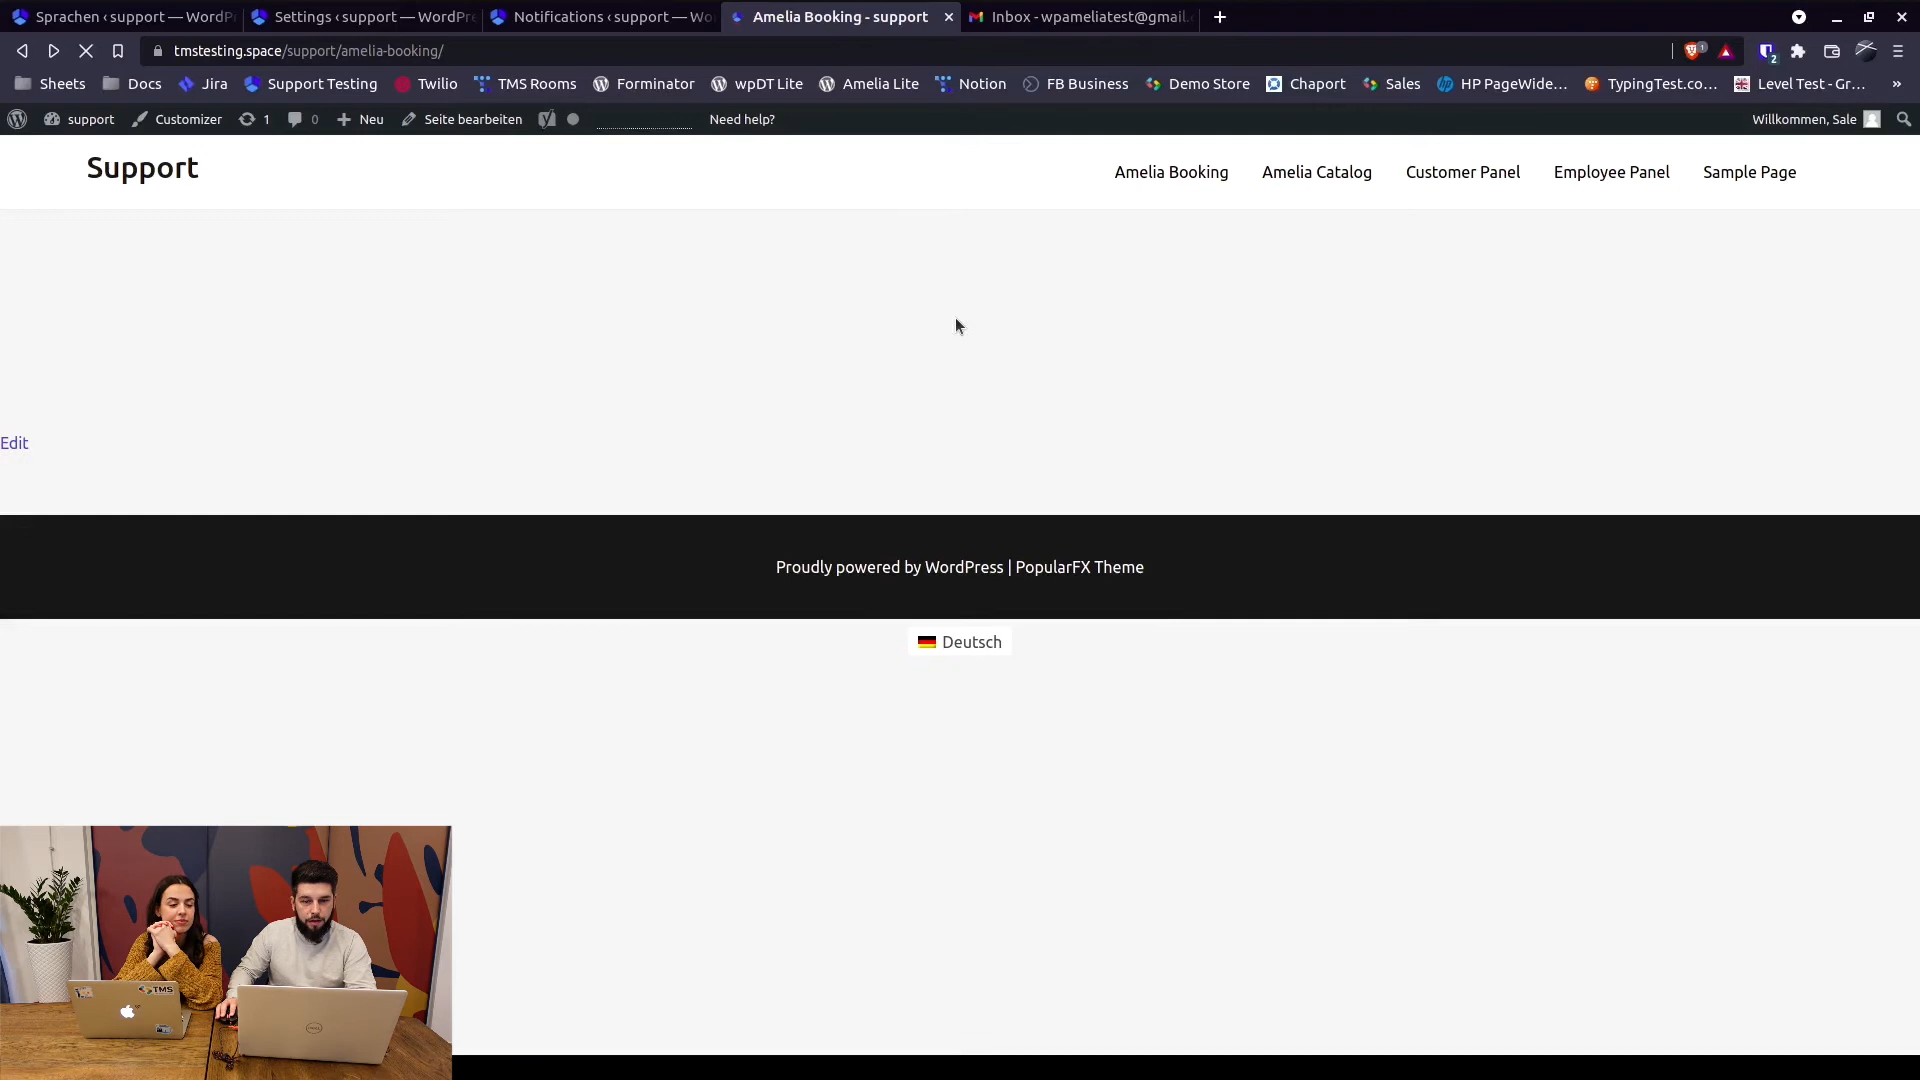 Sprachen ‹ support — WordPr
Settings ‹ support — WordPre
Notifications ‹ support — Wo
Amelia Booking - support
Inbox - wpameliatest@gmail.c
tmstesting.space/support/amelia-booking/
1
2
Sheets
Docs
Jira
Support Testing
Twilio
TMS Rooms
Forminator
wpDT Lite
Amelia Lite
Notion
FB Business
Demo Store
Chaport
Sales
HP PageWide...
TypingTest.co...
Level Test - Gr...
»
support
Customizer
1
0
Neu
Seite bearbeiten
Need help?
Willkommen, Sale
Support
Amelia Booking
Amelia Catalog
Customer Panel
Employee Panel
Sample Page
Edit
Proudly powered by WordPress | PopularFX Theme
Deutsch
TMS
DELL